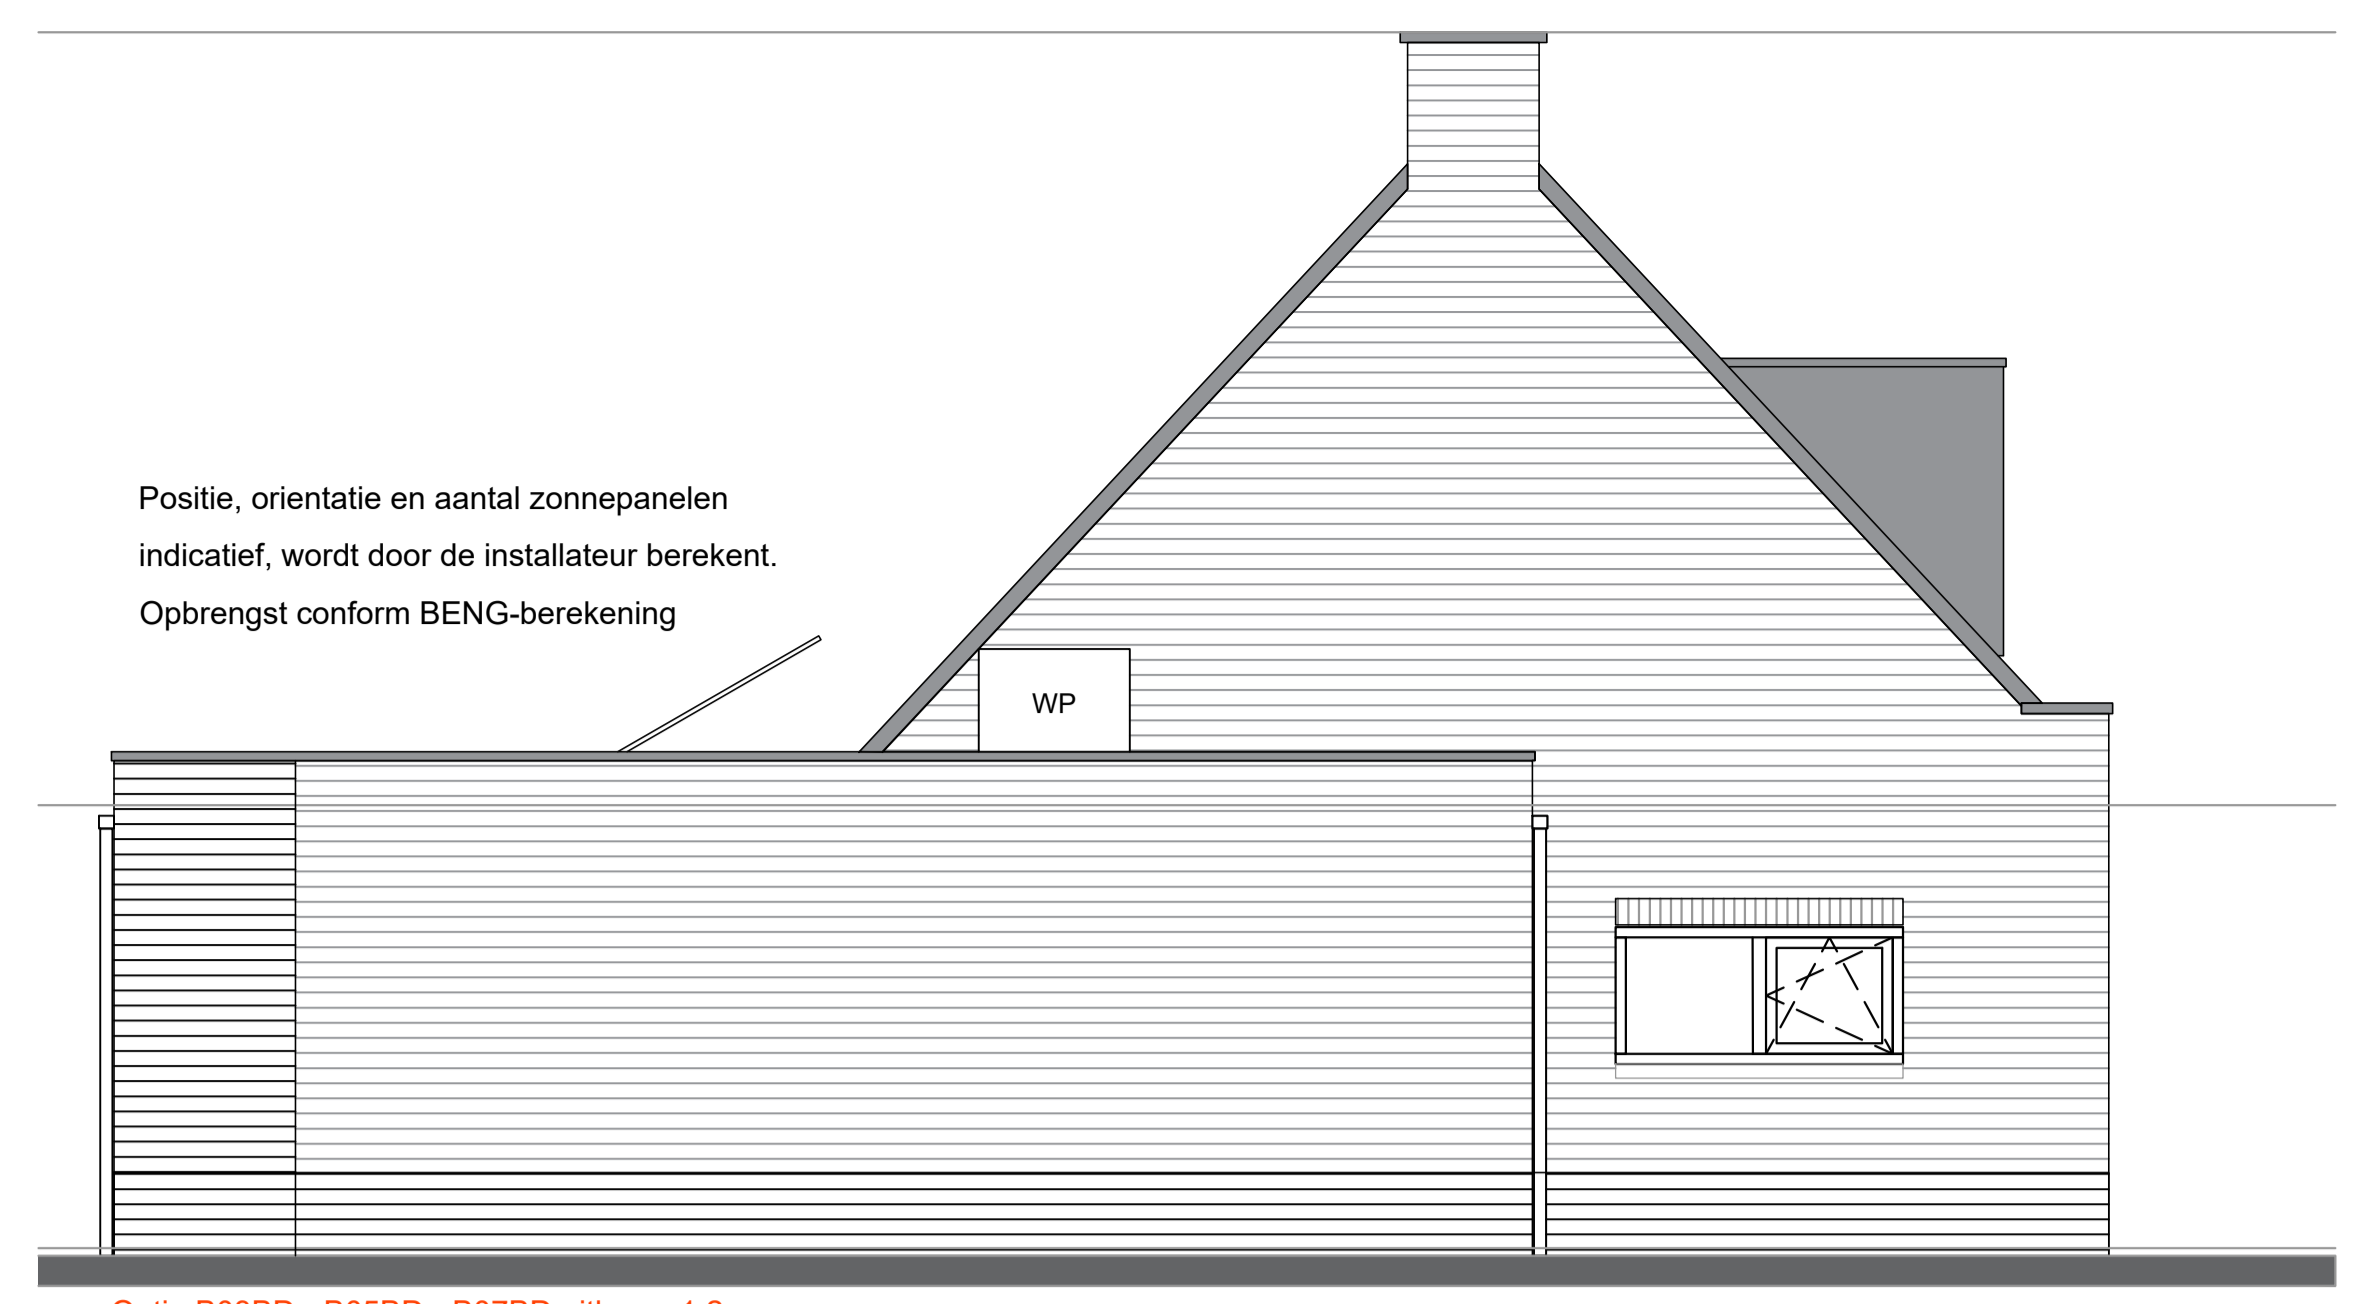 Positie, orientatie en aantal zonnepanelen
indicatief, wordt door de installateur berekent.
Opbrengst conform BENG-berekening
WP